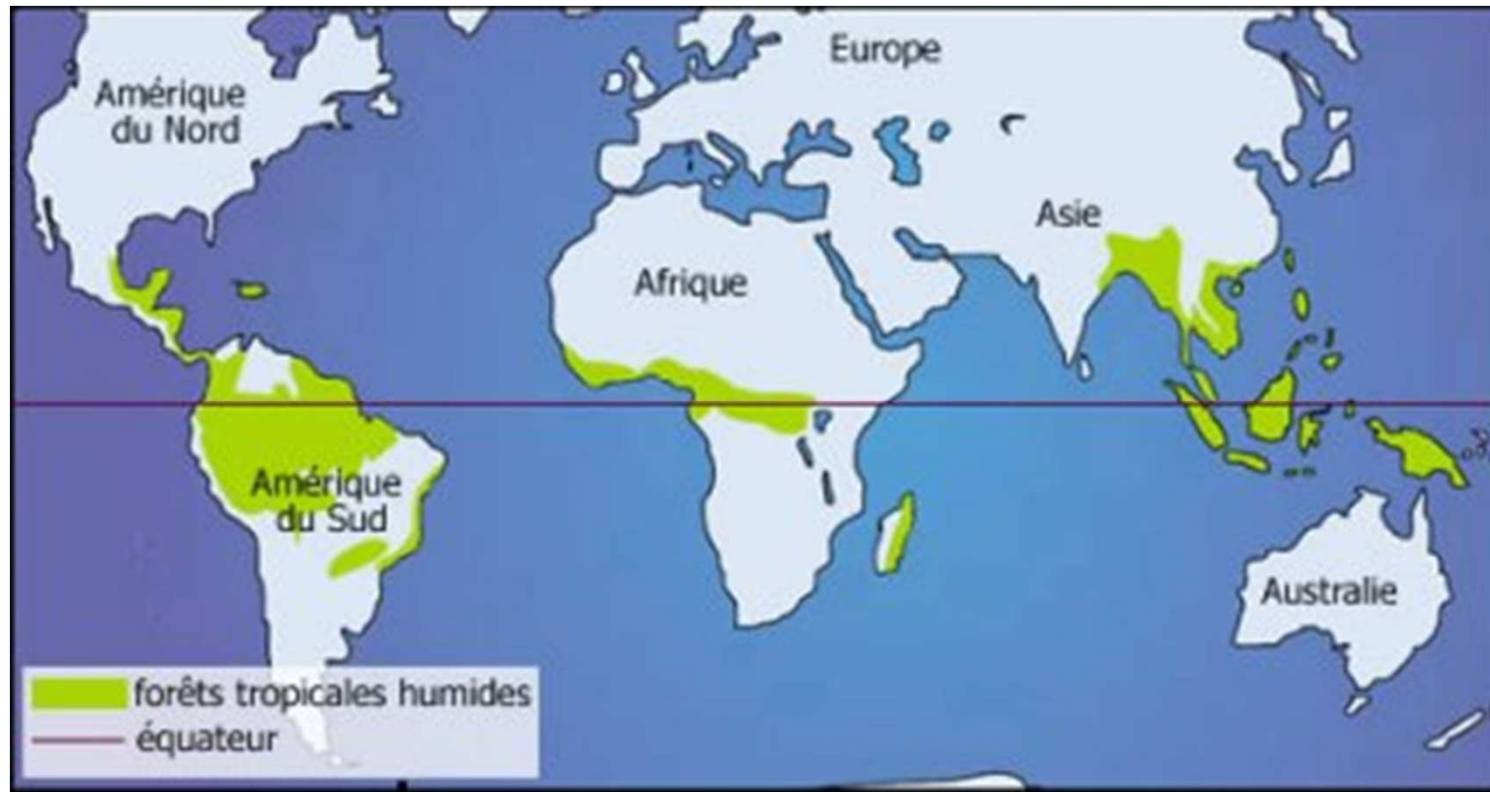 Europe
Amérique
du Nord
Asie
Afrique
Amérique
du Sud
Australie
forêts tropicales humides
équateur